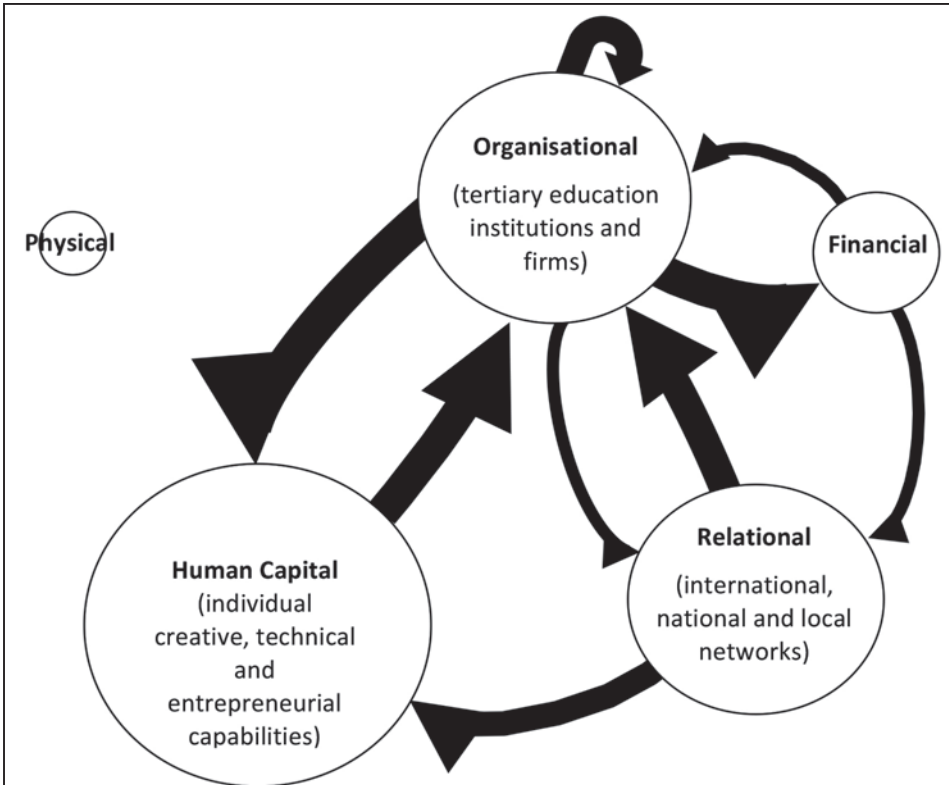 Organisational
(tertiary education
institutions and
firms)
Physical
Financial
Human Capital
(individual
creative, technical
and
entrepreneurial
capabilities)
Relational
(international,
national and local
networks)